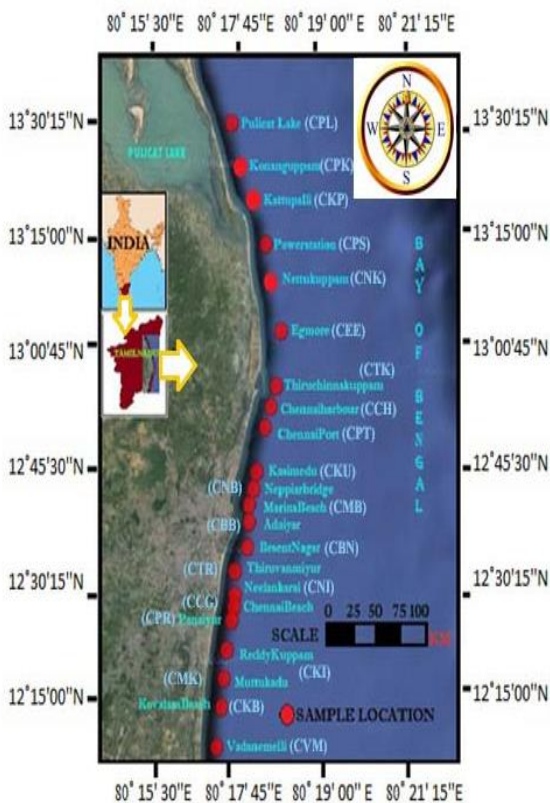 80˚ 15'30"E 80˚ 17'45"E 80˚ 19'00"E 80˚ 21'15"E
N
W E
S
13˚30'15"N Pulicat Lake (CPL) 13˚30'15"N
PULICAT LAKE
Konanguppam (CPK)
Kattupalli (CKP)
INDIA
13˚15'00"N Powerstation (CPS) 13˚15'00"N
Nettukuppam (CNK)
BAY OF BENGAL
Egmore (CEE)
13˚00'45"N 13˚00'45"N
TAMILNADU
(CTK)
Thiruchinnakuppam
Chennaiharbour (CCH)
ChennaiPort (CPT)
12˚45'30"N Kasimedu (CKU) 12˚45'30"N
(CNB) Neppiarbridge
MarinaBeach (CMB)
(CBB) Adaiyar
BesentNagar (CBN)
(CTR) Thiruvanmiyur
12˚30'15"N Neelankarai (CNI) 12˚30'15"N
(CCG) ChennaiBeach
(CPR) Panaiyur
0 25 50 75 100
SCALE KM
ReddyKuppam
(CMK) Muttukadu (CKI)
12˚15'00"N KovalamBeach (CKB) 12˚15'00"N
SAMPLE LOCATION
Vadanemelli (CVM)
80˚ 15'30"E 80˚ 17'45"E 80˚ 19'00"E 80˚ 21'15"E